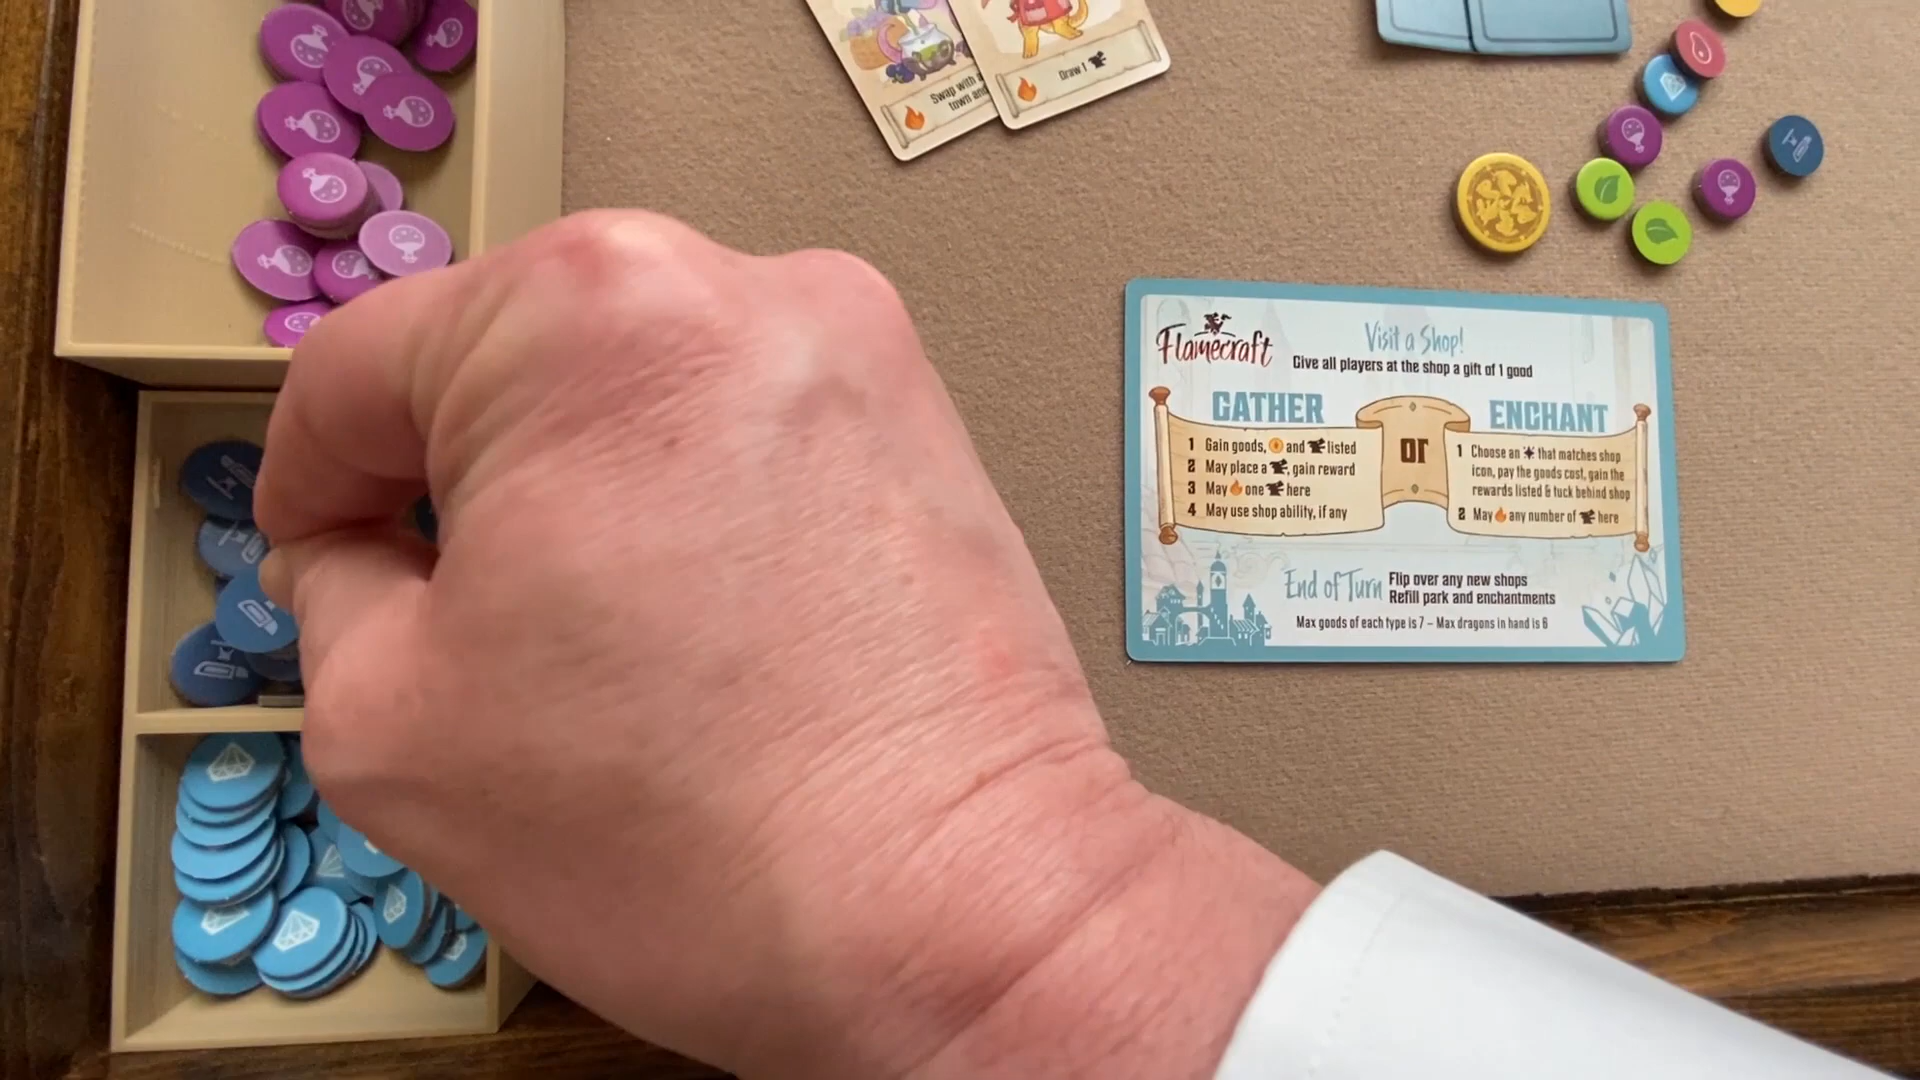 Swap with
town and
Draw 1
Flamecraft
Visit a Shop!
Give all players at the shop a gift of 1 good
GATHER
1 Gain goods, and listed
2 May place a , gain reward
3 May one here
4 May use shop ability, if any
or
ENCHANT
1 Choose an that matches shop
icon, pay the goods cost, gain the
rewards listed & tuck behind shop
2 May any number of here
End of Turn
Flip over any new shops
Refill park and enchantments
Max goods of each type is 7 – Max dragons in hand is 6